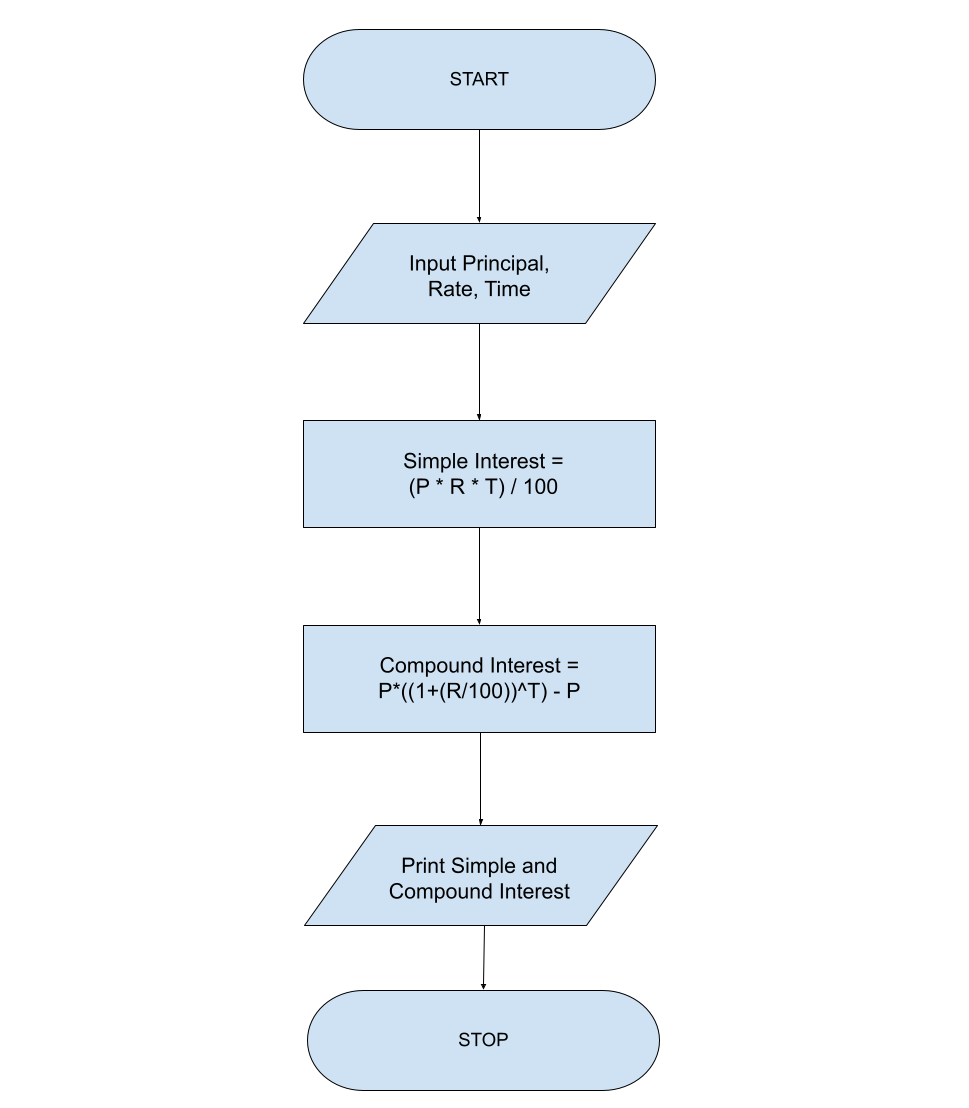 START
Input Principal,
Rate, Time
Simple Interest =
(P * R * T) / 100
Compound Interest =
P*((1+(R/100))^T) - P
Print Simple and
Compound Interest
STOP